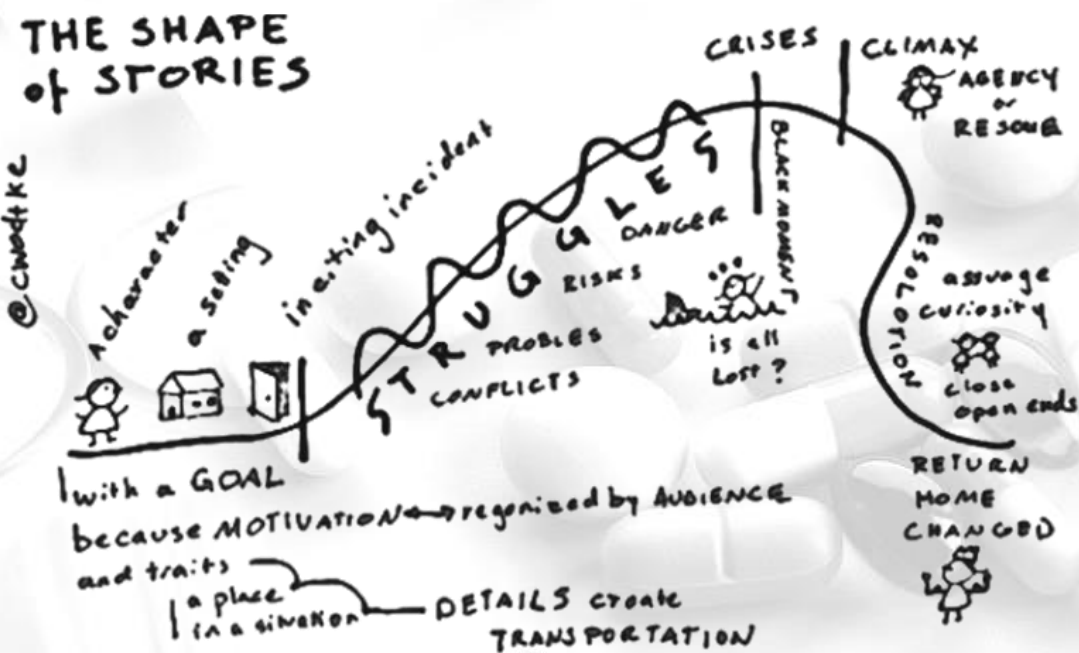 THE SHAPE
of STORIES
@cwodtke
A character
a setting
inciting incident
STRUGGLES
DANGER
RISKS
PROBLES
CONFLICTS
CRISES
BLACK MOMENT
is all
lost?
CLIMAX
AGENCY
or
RESCUE
RESOLUTION
assuage
curiosity
close
open ends
RETURN
HOME
CHANGED
with a GOAL
because MOTIVATION ↔ regonized by AUDIENCE
and traits
a place
in a situation
DETAILS create
TRANSPORTATION